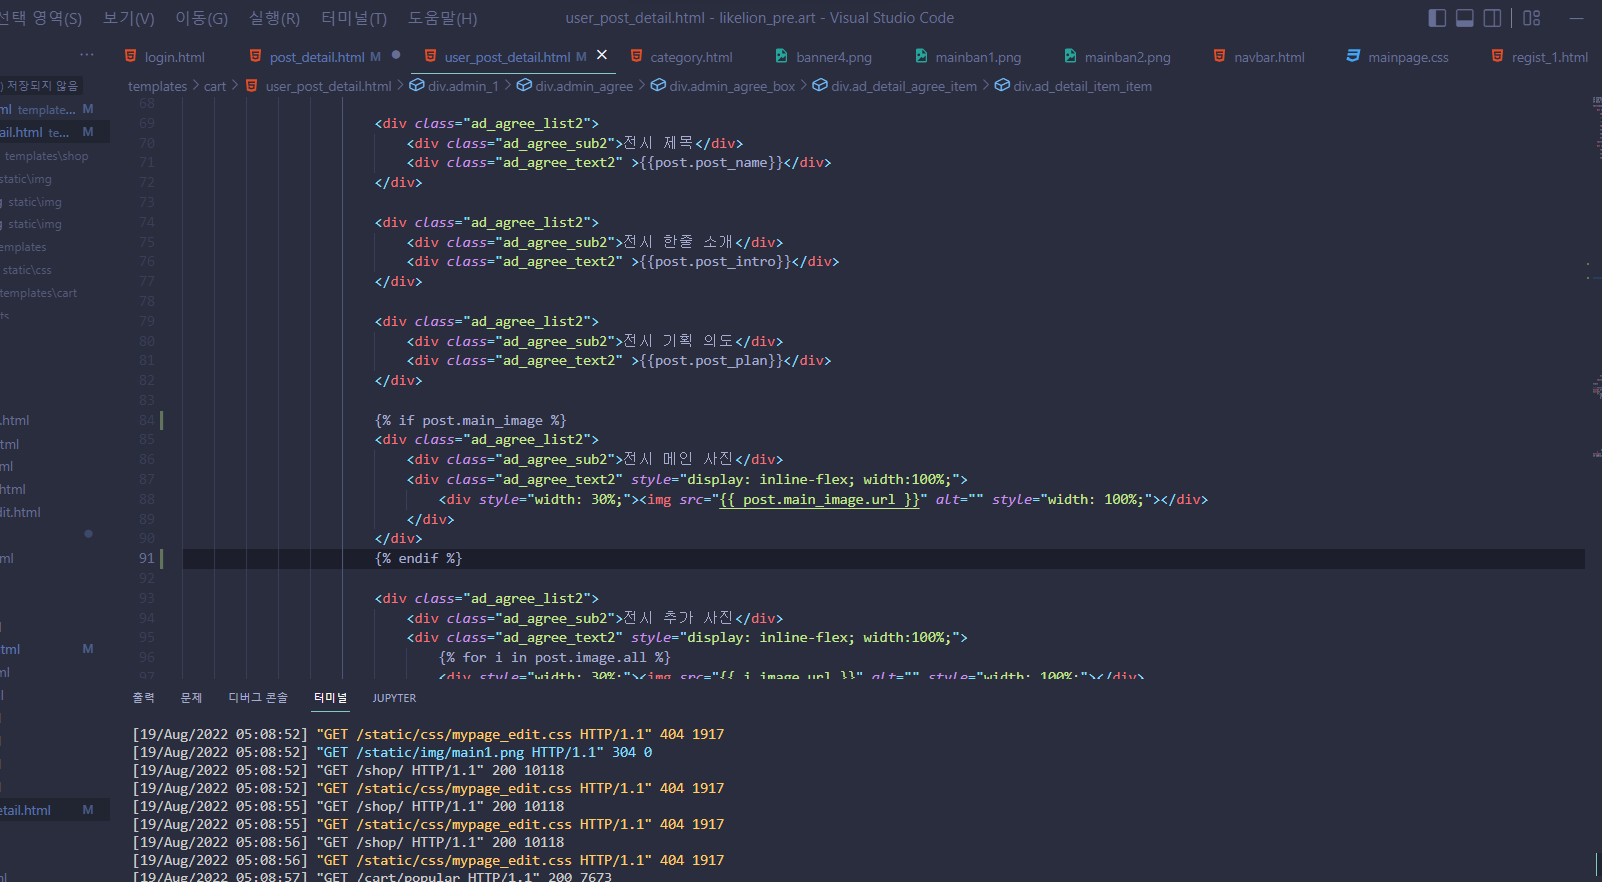 선택 영역(S) 보기(V) 이동(G) 실행(R) 터미널(T) 도움말(H) user_post_detail.html - likelion_pre.art - Visual Studio Code
··· login.html post_detail.html M user_post_detail.html M category.html banner4.png mainban1.png mainban2.png navbar.html mainpage.css regist_1.html
templates > cart > user_post_detail.html > div.admin_1 > div.admin_agree > div.admin_agree_box > div.ad_detail_agree_item > div.ad_detail_item_item
) 저장되지 않음
ml template... M
ail.html te... M
templates\shop
static\img
static\img
static\img
emplates
static\css
templates\cart
ts
.html
tml
ml
html
dit.html
ml
tml M
ml
etail.html M
68
69 <div class="ad_agree_list2">
70 <div class="ad_agree_sub2">전시 제목</div>
71 <div class="ad_agree_text2" >{{post.post_name}}</div>
72 </div>
73
74 <div class="ad_agree_list2">
75 <div class="ad_agree_sub2">전시 한줄 소개</div>
76 <div class="ad_agree_text2" >{{post.post_intro}}</div>
77 </div>
78
79 <div class="ad_agree_list2">
80 <div class="ad_agree_sub2">전시 기획 의도</div>
81 <div class="ad_agree_text2" >{{post.post_plan}}</div>
82 </div>
83
84 {% if post.main_image %}
85 <div class="ad_agree_list2">
86 <div class="ad_agree_sub2">전시 메인 사진</div>
87 <div class="ad_agree_text2" style="display: inline-flex; width:100%;">
88 <div style="width: 30%;"><img src="{{ post.main_image.url }}" alt="" style="width: 100%;"></div>
89 </div>
90 </div>
91 {% endif %}
92
93 <div class="ad_agree_list2">
94 <div class="ad_agree_sub2">전시 추가 사진</div>
95 <div class="ad_agree_text2" style="display: inline-flex; width:100%;">
96 {% for i in post.image.all %}
97 <div style="width: 30%;"><img src="{{ i.image.url }}" alt="" style="width: 100%;"></div>
출력 문제 디버그 콘솔 터미널 JUPYTER
[19/Aug/2022 05:08:52] "GET /static/css/mypage_edit.css HTTP/1.1" 404 1917
[19/Aug/2022 05:08:52] "GET /static/img/main1.png HTTP/1.1" 304 0
[19/Aug/2022 05:08:52] "GET /shop/ HTTP/1.1" 200 10118
[19/Aug/2022 05:08:52] "GET /static/css/mypage_edit.css HTTP/1.1" 404 1917
[19/Aug/2022 05:08:55] "GET /shop/ HTTP/1.1" 200 10118
[19/Aug/2022 05:08:55] "GET /static/css/mypage_edit.css HTTP/1.1" 404 1917
[19/Aug/2022 05:08:56] "GET /shop/ HTTP/1.1" 200 10118
[19/Aug/2022 05:08:56] "GET /static/css/mypage_edit.css HTTP/1.1" 404 1917
[19/Aug/2022 05:08:57] "GET /cart/popular HTTP/1.1" 200 7673